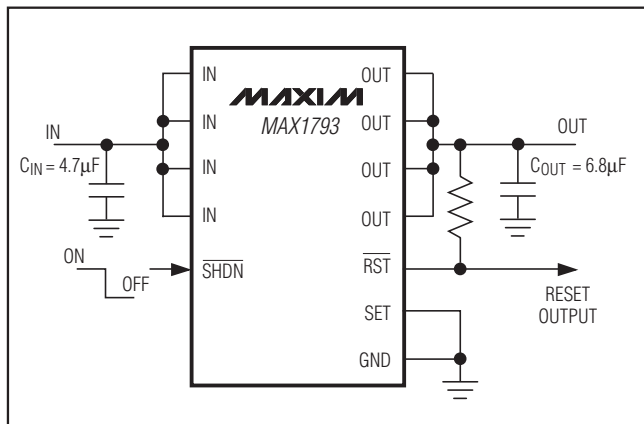 IN OUT
MAXIM
MAX1793
IN OUT
IN OUT
C_IN = 4.7µF
IN OUT
C_OUT = 6.8µF
IN OUT
ON
OFF
SHDN RST
RESET
OUTPUT
SET
GND